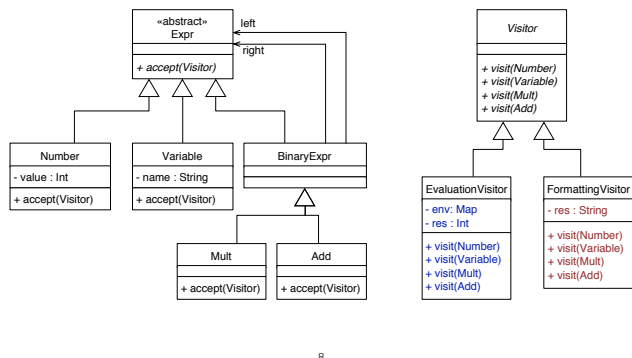 «abstract»
Expr
+ accept(Visitor)
left
right
Number
- value : Int
+ accept(Visitor)
Variable
- name : String
+ accept(Visitor)
BinaryExpr
Mult
+ accept(Visitor)
Add
+ accept(Visitor)
Visitor
+ visit(Number)
+ visit(Variable)
+ visit(Mult)
+ visit(Add)
EvaluationVisitor
- env: Map
- res : Int
+ visit(Number)
+ visit(Variable)
+ visit(Mult)
+ visit(Add)
FormattingVisitor
- res : String
+ visit(Number)
+ visit(Variable)
+ visit(Mult)
+ visit(Add)
8